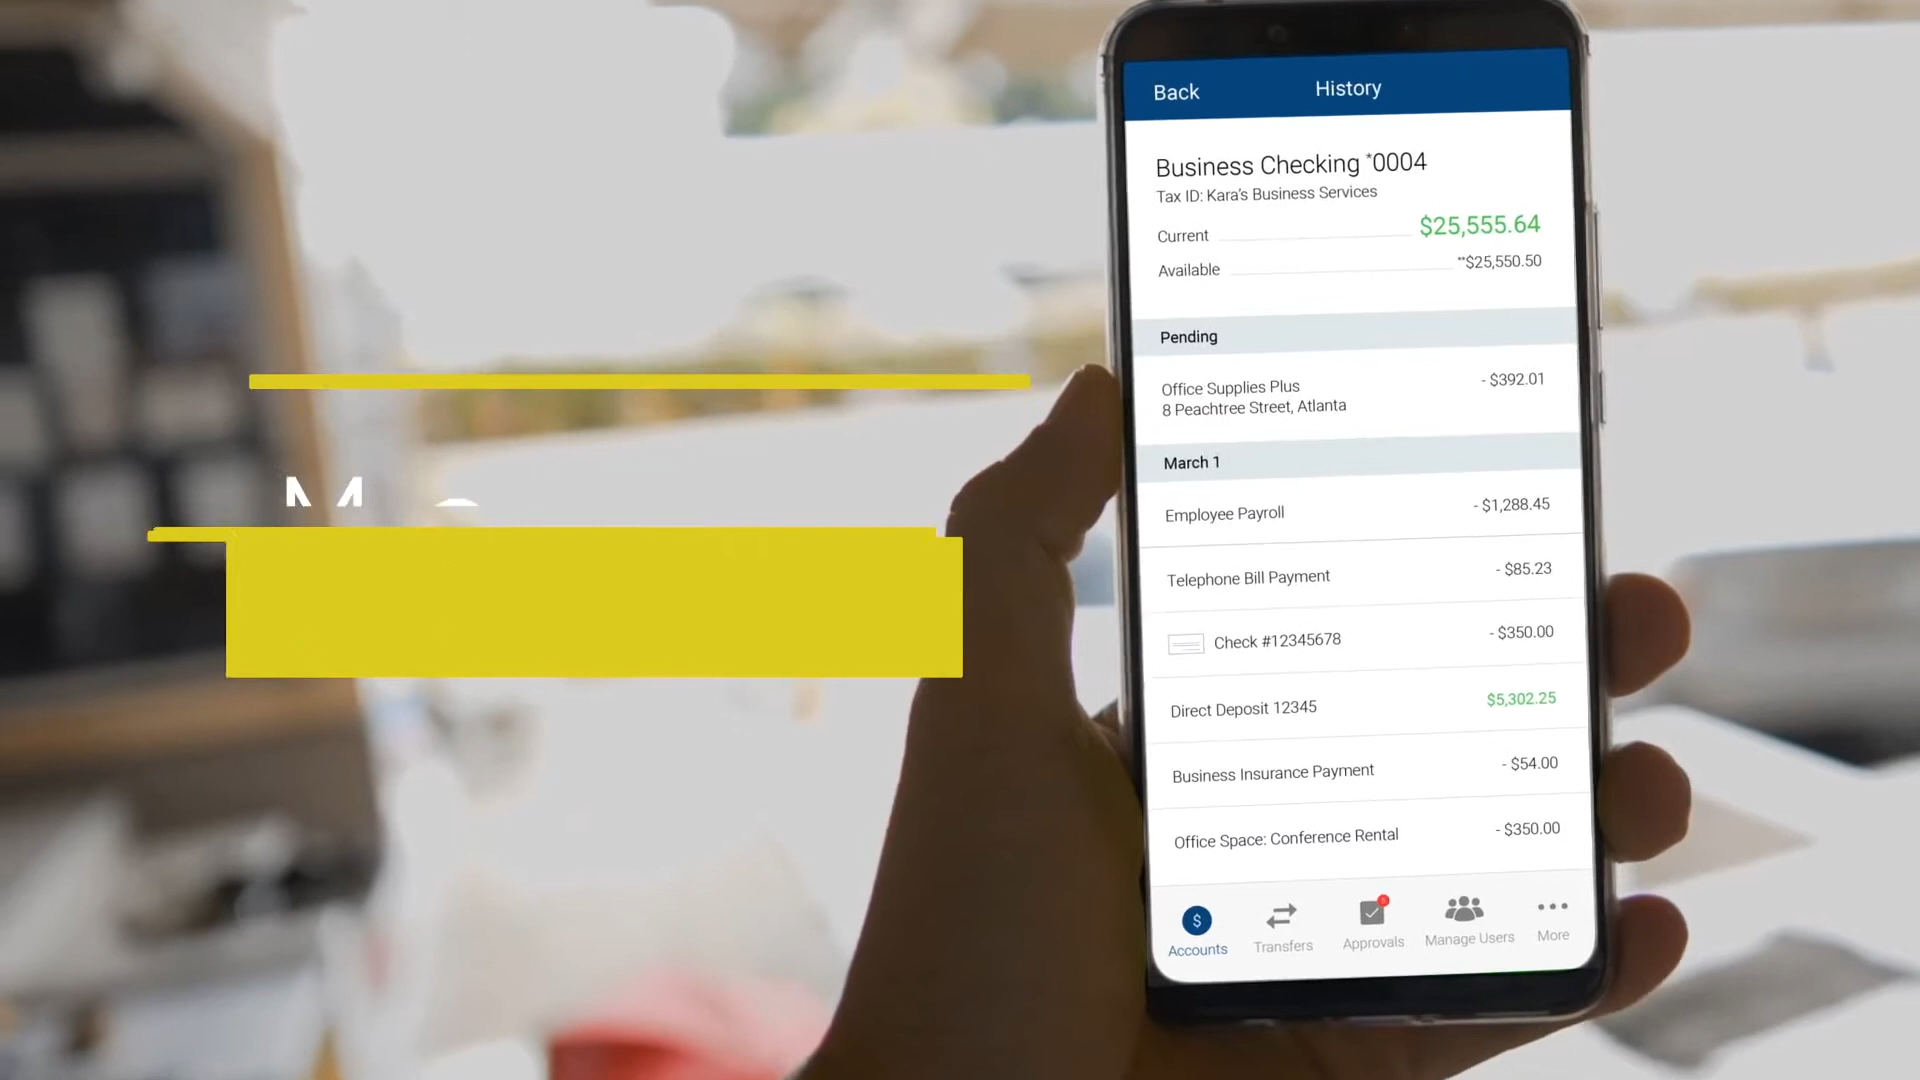 Back History
Business Checking *0004
Tax ID: Kara's Business Services
Current $25,555.64
Available **$25,550.50
Pending
Office Supplies Plus - $392.01
8 Peachtree Street, Atlanta
March 1
Employee Payroll - $1,288.45
Telephone Bill Payment - $85.23
Check #12345678 - $350.00
Direct Deposit 12345 $5,302.25
Business Insurance Payment - $54.00
Office Space: Conference Rental - $350.00
Accounts Transfers Approvals Manage Users More